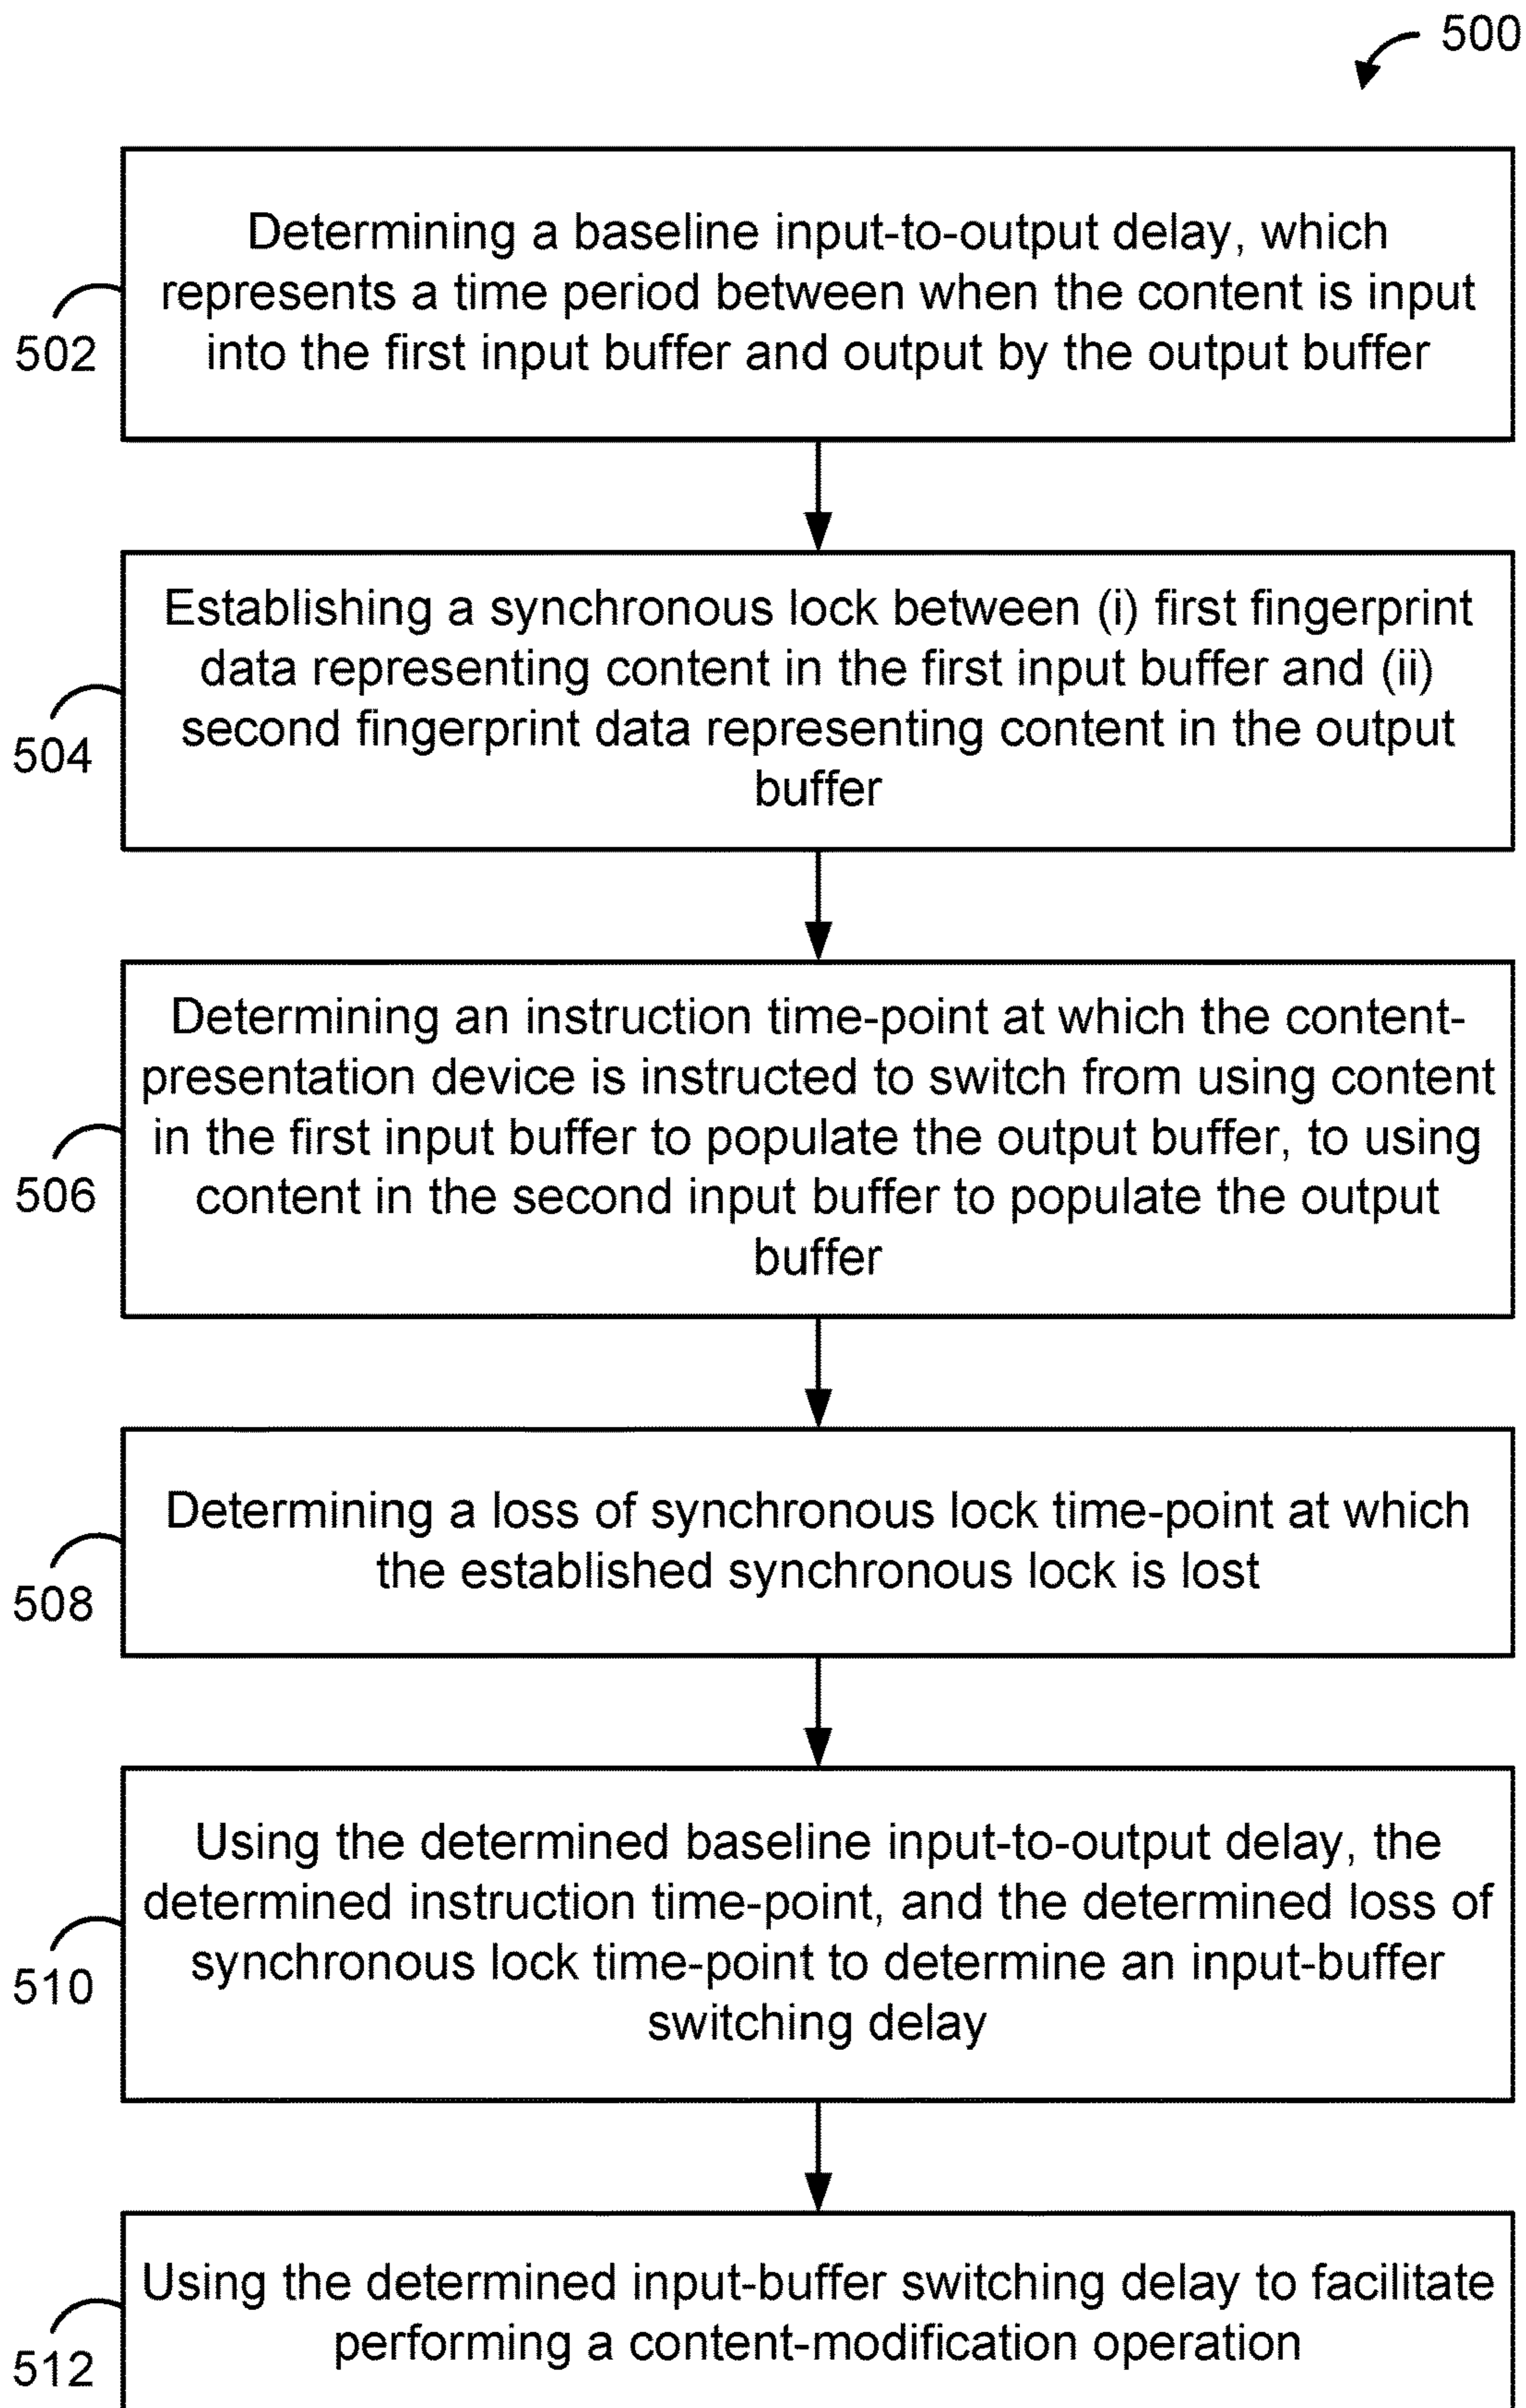 500
Determining a baseline input-to-output delay, which
represents a time period between when the content is input
into the first input buffer and output by the output buffer
502
Establishing a synchronous lock between (i) first fingerprint
data representing content in the first input buffer and (ii)
second fingerprint data representing content in the output
buffer
504
Determining an instruction time-point at which the content-
presentation device is instructed to switch from using content
in the first input buffer to populate the output buffer, to using
content in the second input buffer to populate the output
buffer
506
Determining a loss of synchronous lock time-point at which
the established synchronous lock is lost
508
Using the determined baseline input-to-output delay, the
determined instruction time-point, and the determined loss of
synchronous lock time-point to determine an input-buffer
switching delay
510
Using the determined input-buffer switching delay to facilitate
performing a content-modification operation
512